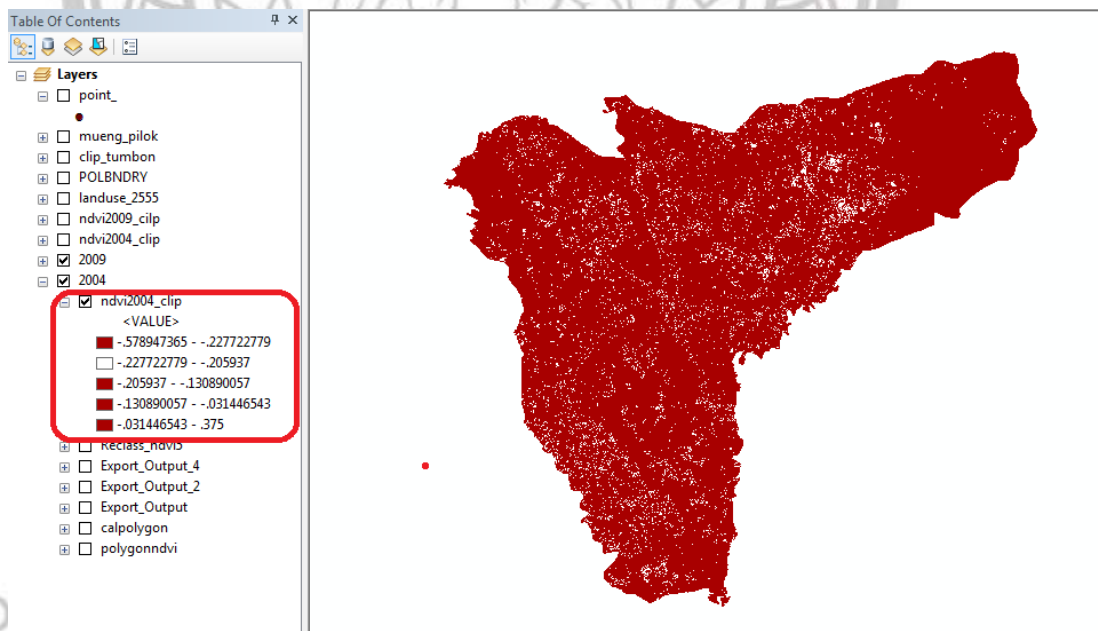 Table Of Contents
Layers
point_
mueng_pilok
clip_tumbon
POLBNDRY
landuse_2555
ndvi2009_cilp
ndvi2004_clip
2009
2004
ndvi2004_clip
<VALUE>
-.578947365 - -.227722779
-.227722779 - -.205937
-.205937 - -.130890057
-.130890057 - -.031446543
-.031446543 - .375
Reclass_ndvi5
Export_Output_4
Export_Output_2
Export_Output
calpolygon
polygonndvi